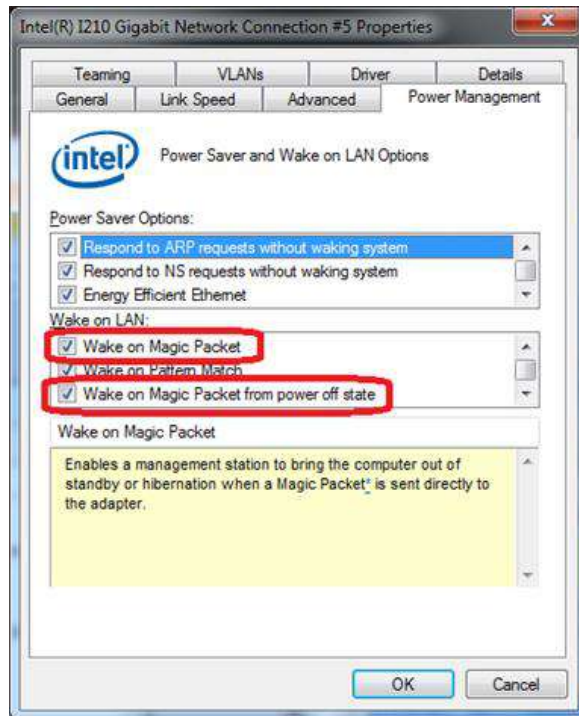 Intel(R) I210 Gigabit Network Connection #5 Properties
Teaming VLANs Driver Details
General Link Speed Advanced Power Management
intel Power Saver and Wake on LAN Options
Power Saver Options:
Respond to ARP requests without waking system
Respond to NS requests without waking system
Energy Efficient Ethernet
Wake on LAN:
Wake on Magic Packet
Wake on Pattern Match
Wake on Magic Packet from power off state
Wake on Magic Packet
Enables a management station to bring the computer out of
standby or hibernation when a Magic Packet* is sent directly to
the adapter.
OK Cancel